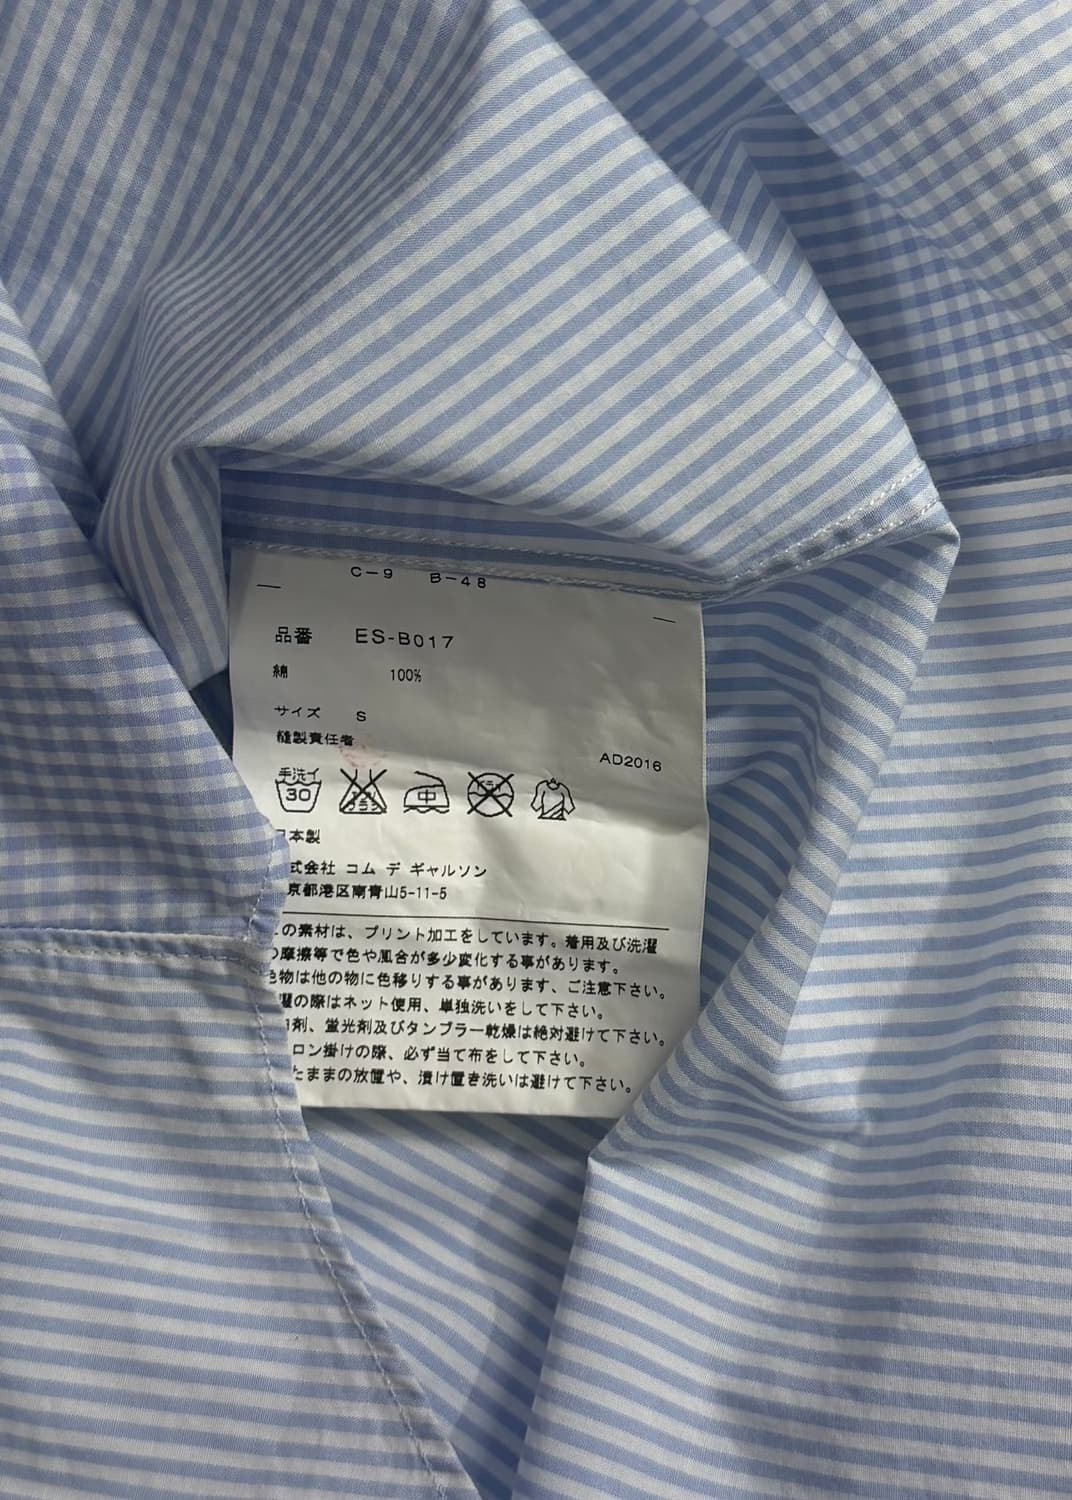 C-9 B-48
品番 ES-B017
綿 100%
サイズ S
縫製責任者
AD2016
手洗イ
30
中
本製
式会社 コム デ ギャルソン
京都港区南青山5-11-5
の素材は、プリント加工をしています。着用及び洗濯
の摩擦等で色や風合が多少変化する事があります。
色物は他の物に色移りする事があります、ご注意下さい。
濯の際はネット使用、単独洗いをして下さい。
剤、蛍光剤及びタンブラー乾燥は絶対避けて下さい。
ロン掛けの際、必ず当て布をして下さい。
たままの放置や、漬け置き洗いは避けて下さい。